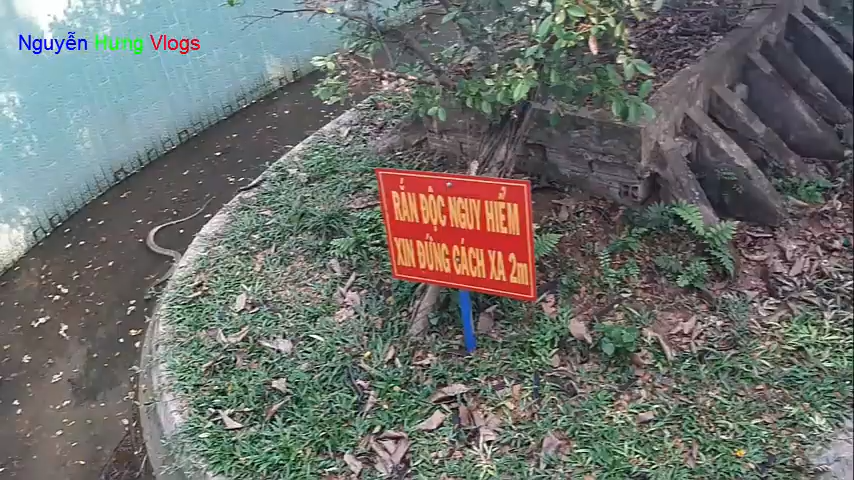 Nguyễn Hưng Vlogs
RẮN ĐỘC NGUY HIỂM
XIN ĐỨNG CÁCH XA 2m